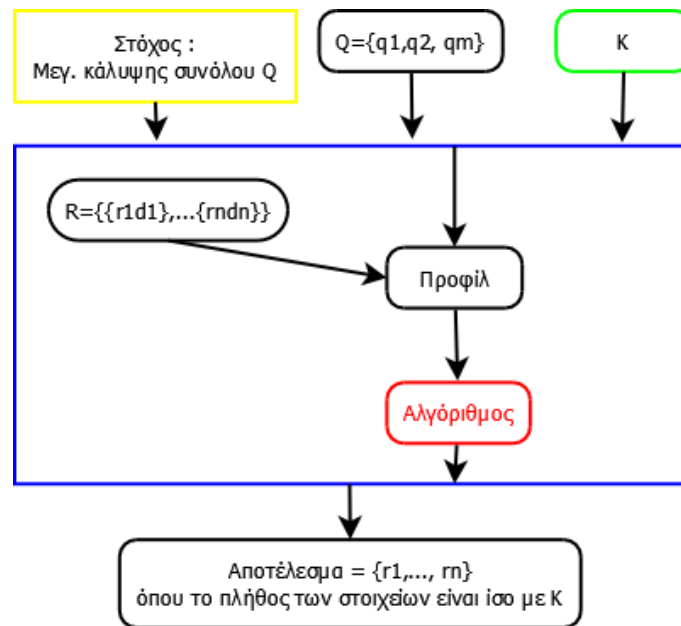 Στόχος :
Μεγ. κάλυψης συνόλου Q
Q={q1,q2, qm}
K
R={{r1d1},...{rndn}}
Προφίλ
Αλγόριθμος
Αποτέλεσμα = {r1,..., rn}
όπου το πλήθος των στοιχείων είναι ίσο με K